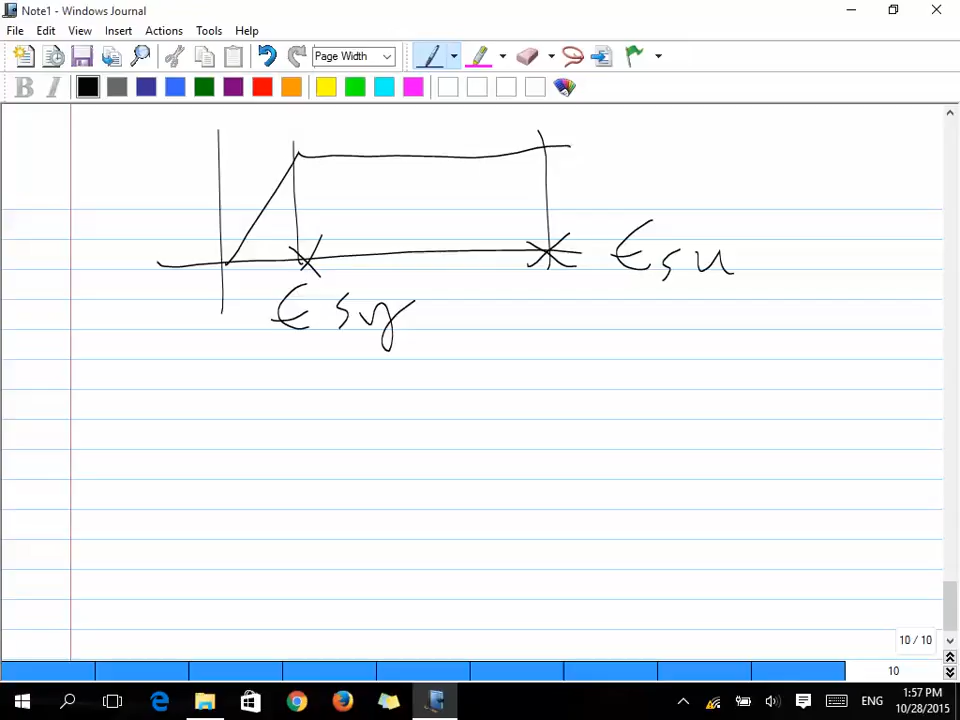 Note1 - Windows Journal
File Edit View Insert Actions Tools Help
Page Width
B I
ϵsu
ϵsy
10 / 10
10
ENG
1:57 PM
10/28/2015